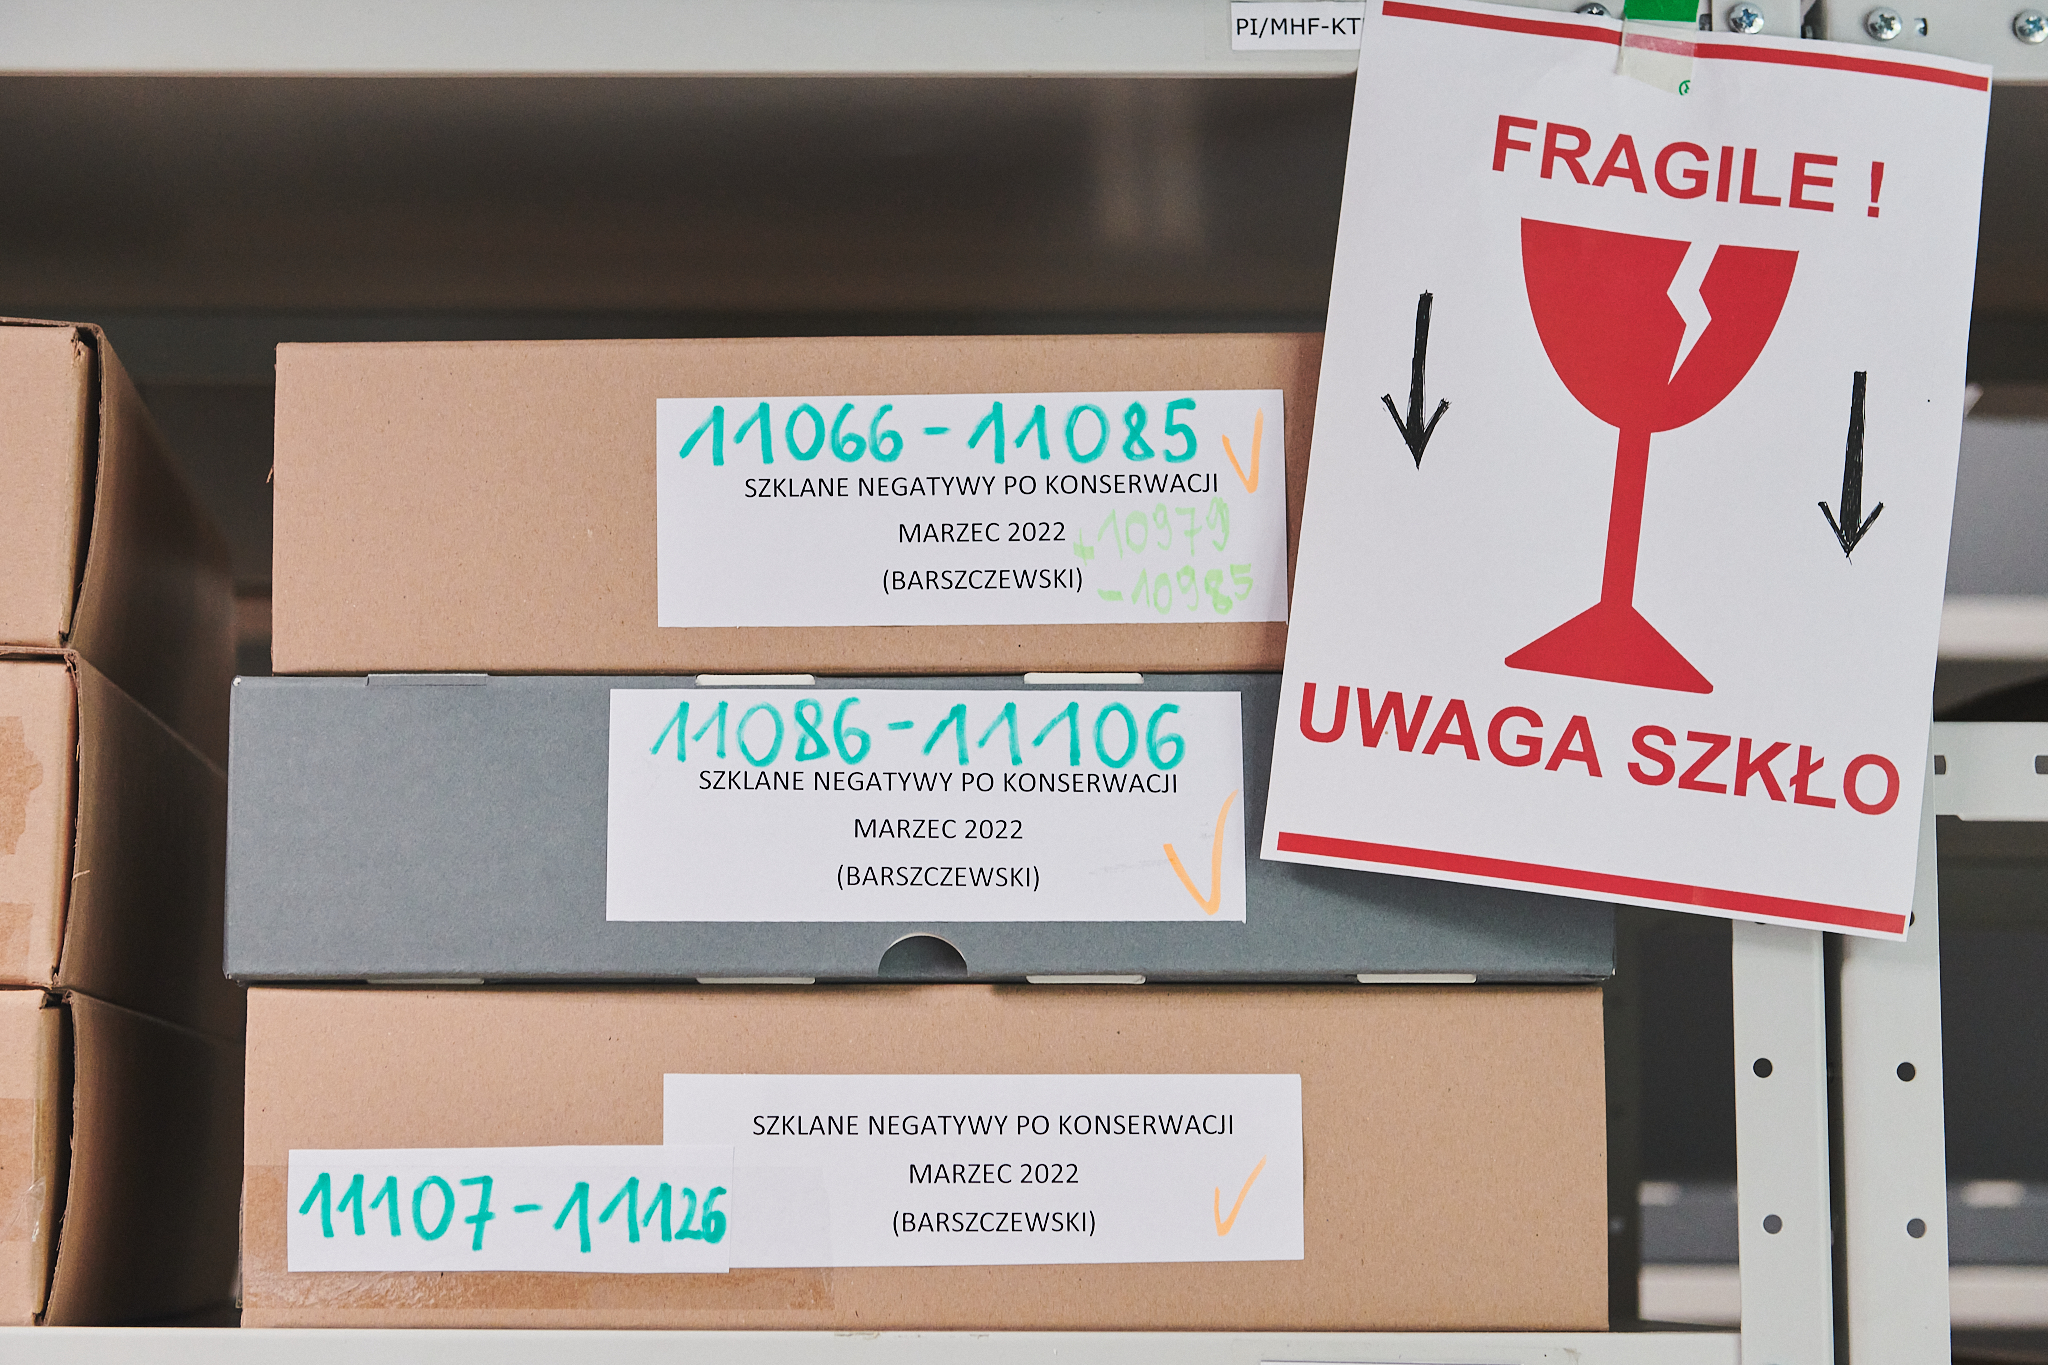 PI/MHF-KT
FRAGILE !
UWAGA SZKŁO
11066-11085
SZKLANE NEGATYWY PO KONSERWACJI
MARZEC 2022
(BARSZCZEWSKI)
+10979
-10985
11086-11106
SZKLANE NEGATYWY PO KONSERWACJI
MARZEC 2022
(BARSZCZEWSKI)
SZKLANE NEGATYWY PO KONSERWACJI
MARZEC 2022
(BARSZCZEWSKI)
11107-11126